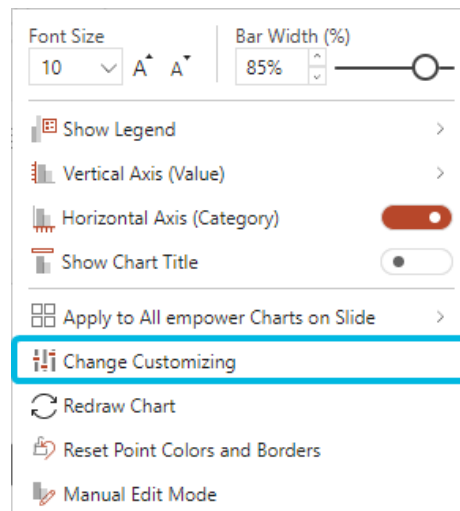 Font Size
Bar Width (%)
10
A A
85%
Show Legend
Vertical Axis (Value)
Horizontal Axis (Category)
Show Chart Title
Apply to All empower Charts on Slide
Change Customizing
Redraw Chart
Reset Point Colors and Borders
Manual Edit Mode